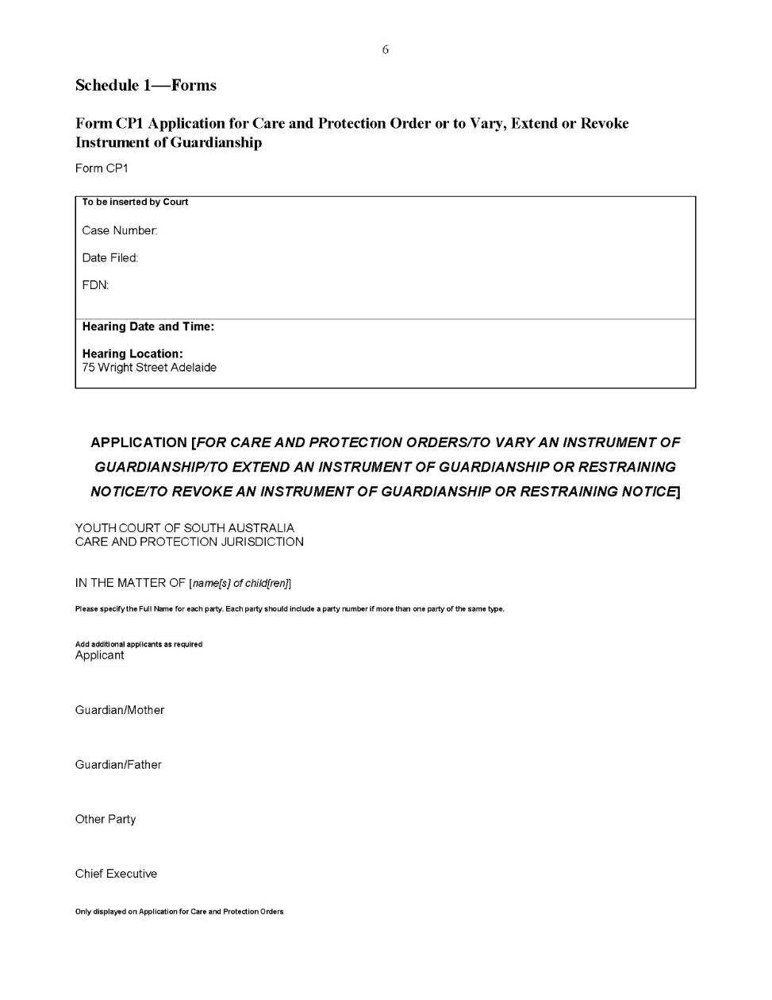 6
Schedule 1—Forms
Form CP1 Application for Care and Protection Order or to Vary, Extend or Revoke
Instrument of Guardianship
Form CP1
To be inserted by Court
Case Number:
Date Filed:
FDN:
Hearing Date and Time:
Hearing Location:
75 Wright Street Adelaide
APPLICATION [FOR CARE AND PROTECTION ORDERS/TO VARY AN INSTRUMENT OF
GUARDIANSHIP/TO EXTEND AN INSTRUMENT OF GUARDIANSHIP OR RESTRAINING
NOTICE/TO REVOKE AN INSTRUMENT OF GUARDIANSHIP OR RESTRAINING NOTICE]
YOUTH COURT OF SOUTH AUSTRALIA
CARE AND PROTECTION JURISDICTION
IN THE MATTER OF [name[s] of child[ren]]
Please specify the Full Name for each party. Each party should include a party number if more than one party of the same type.
Add additional applicants as required
Applicant
Guardian/Mother
Guardian/Father
Other Party
Chief Executive
Only displayed on Application for Care and Protection Orders